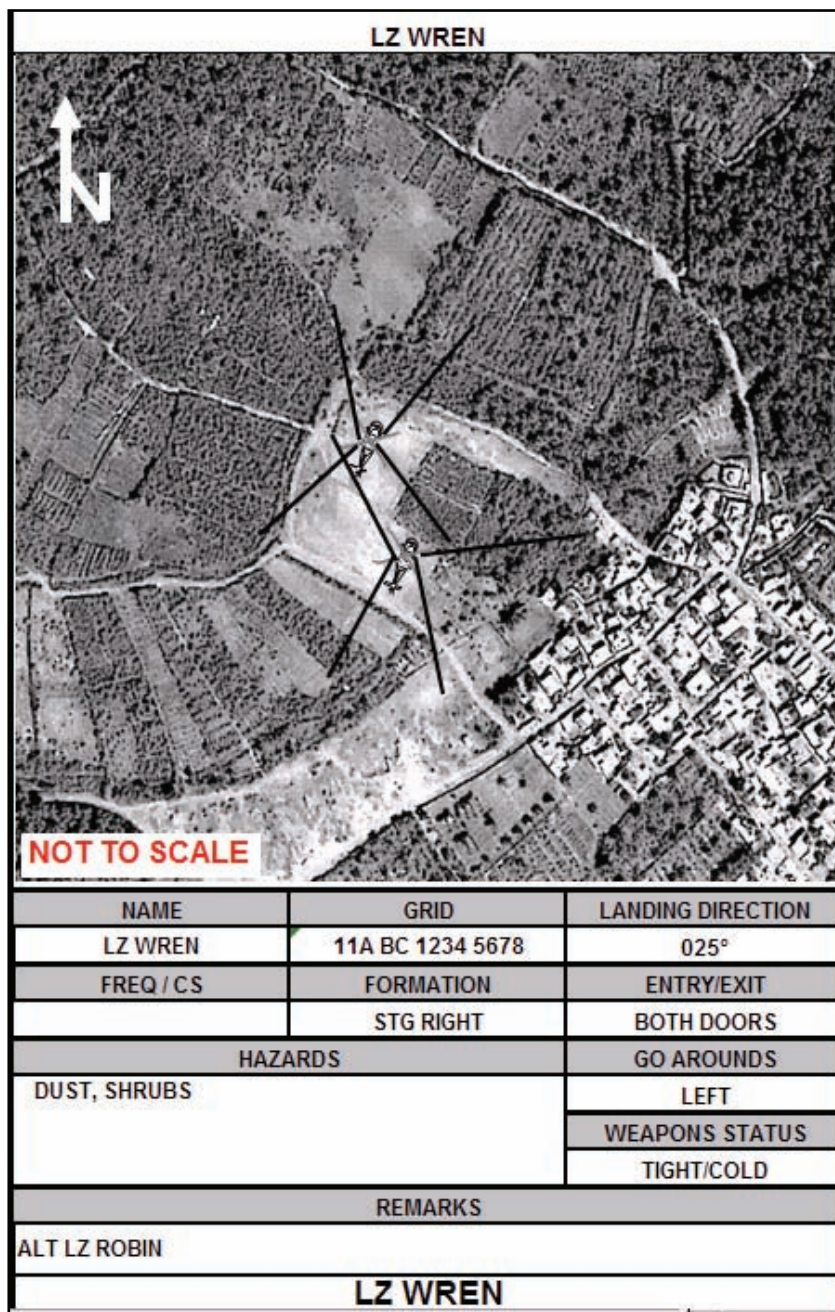 LZ WREN
N
NOT TO SCALE
NAME GRID LANDING DIRECTION
LZ WREN 11A BC 1234 5678 025°
FREQ / CS FORMATION ENTRY/EXIT
STG RIGHT BOTH DOORS
HAZARDS GO AROUNDS
DUST, SHRUBS LEFT
WEAPONS STATUS
TIGHT/COLD
REMARKS
ALT LZ ROBIN
LZ WREN